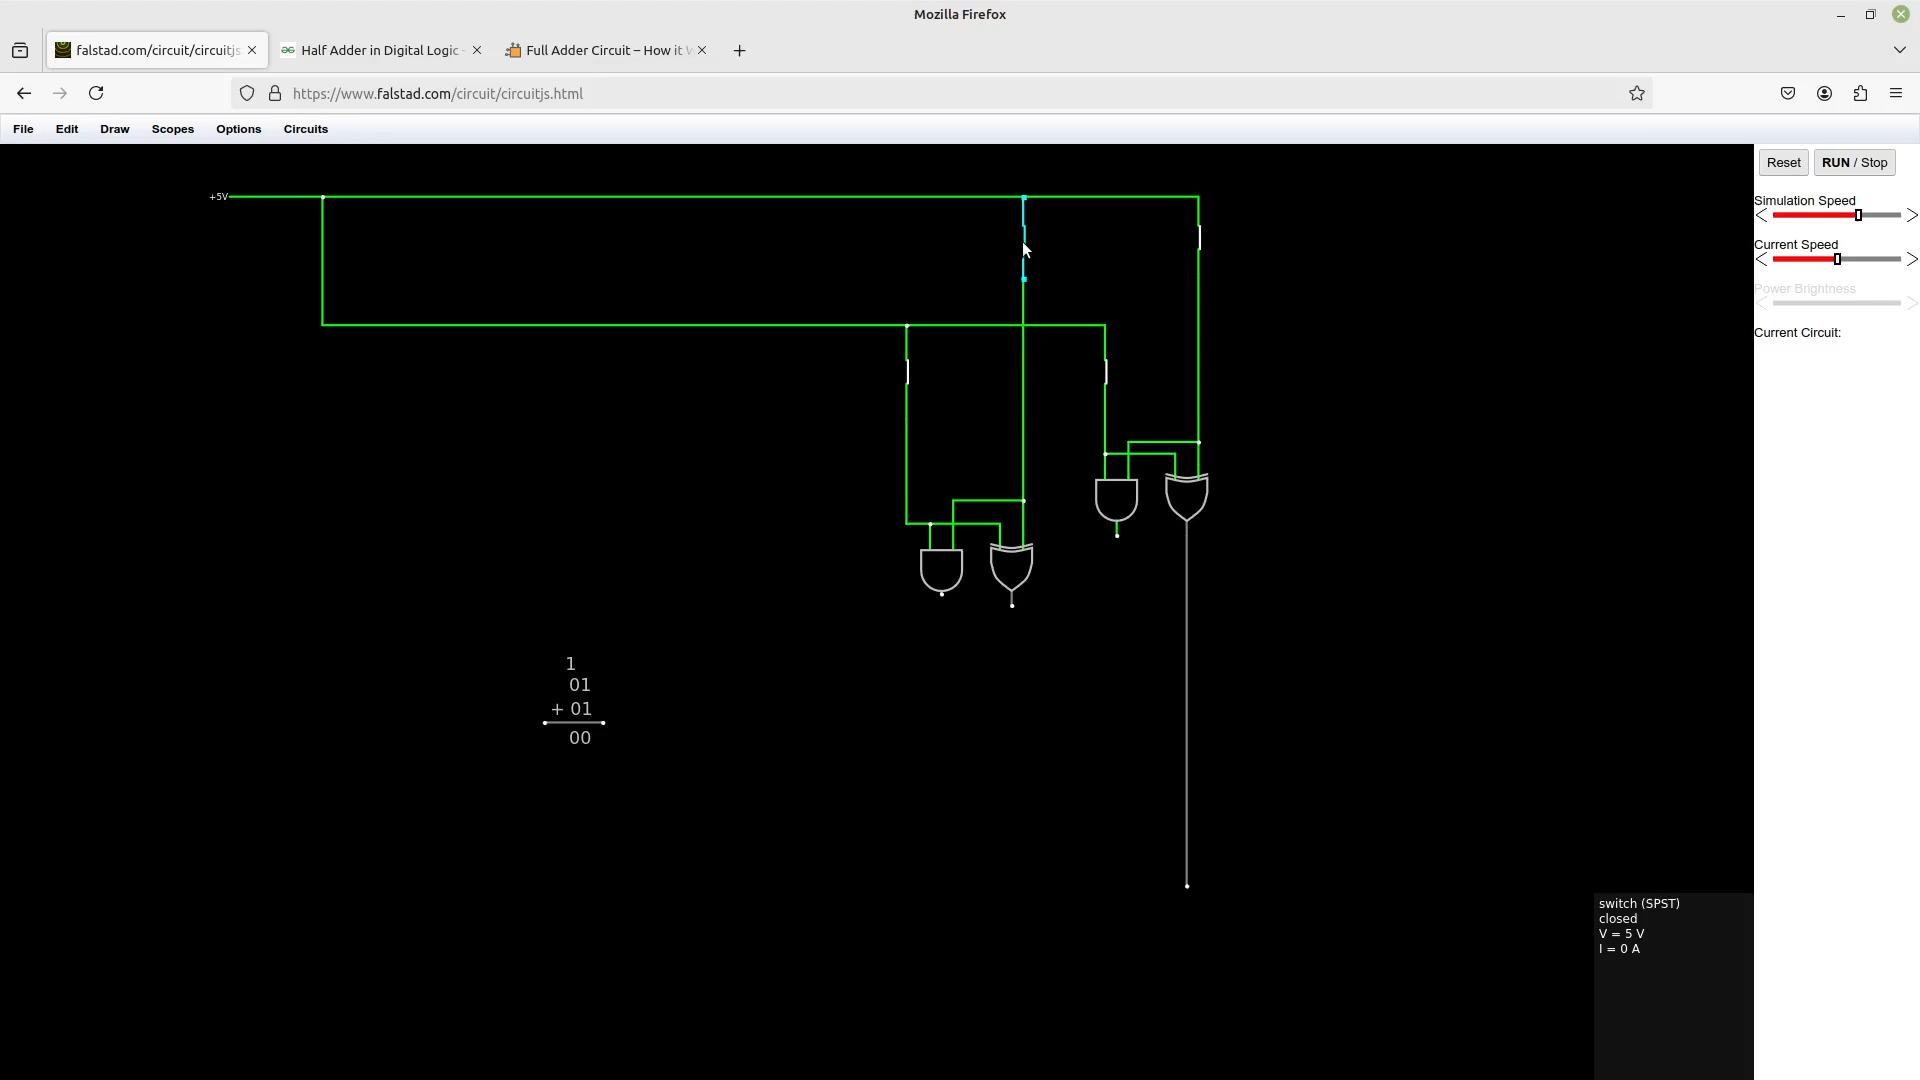 Mozilla Firefox
falstad.com/circuit/circuitjs
Half Adder in Digital Logic -
Full Adder Circuit – How it W
https://www.falstad.com/circuit/circuitjs.html
File Edit Draw Scopes Options Circuits
Reset RUN / Stop
+5V
Simulation Speed
Current Speed
Power Brightness
Current Circuit:
1
01
+ 01
00
switch (SPST)
closed
V = 5 V
I = 0 A